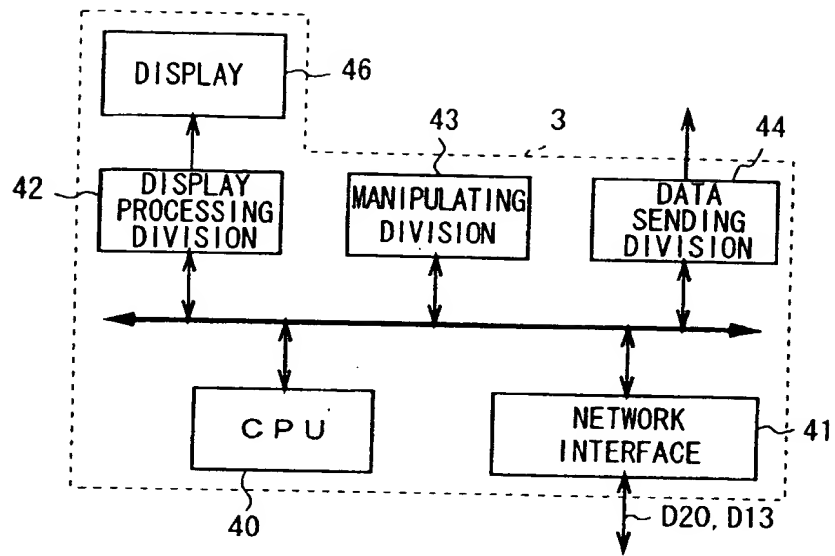 DISPLAY
46
43
3
44
42
DISPLAY
PROCESSING
DIVISION
MANIPULATING
DIVISION
DATA
SENDING
DIVISION
CPU
40
NETWORK
INTERFACE
41
D20, D13